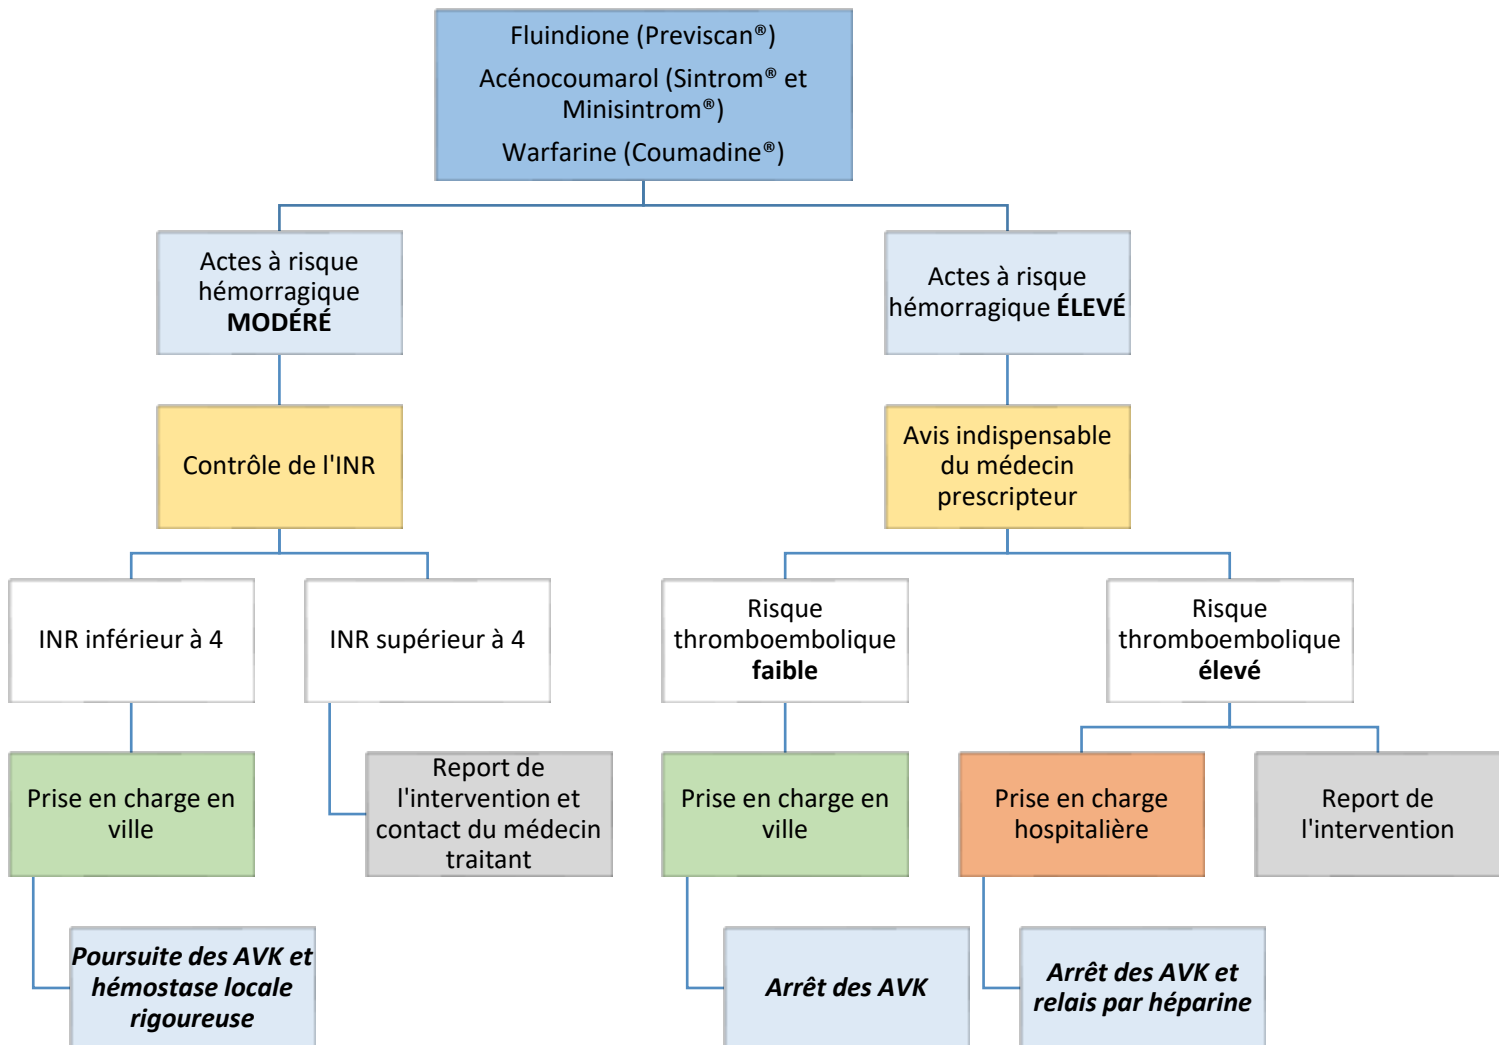 Fluindione (Previscan®)
Acénocoumarol (Sintrom® et
Minisintrom®)
Warfarine (Coumadine®)
Actes à risque
hémorragique
MODÉRÉ
Actes à risque
hémorragique ÉLEVÉ
Contrôle de l'INR
Avis indispensable
du médecin
prescripteur
INR inférieur à 4
INR supérieur à 4
Risque
thromboembolique
faible
Risque
thromboembolique
élevé
Prise en charge en
ville
Report de
l'intervention et
contact du médecin
traitant
Prise en charge en
ville
Prise en charge
hospitalière
Report de
l'intervention
Poursuite des AVK et
hémostase locale
rigoureuse
Arrêt des AVK
Arrêt des AVK et
relais par héparine